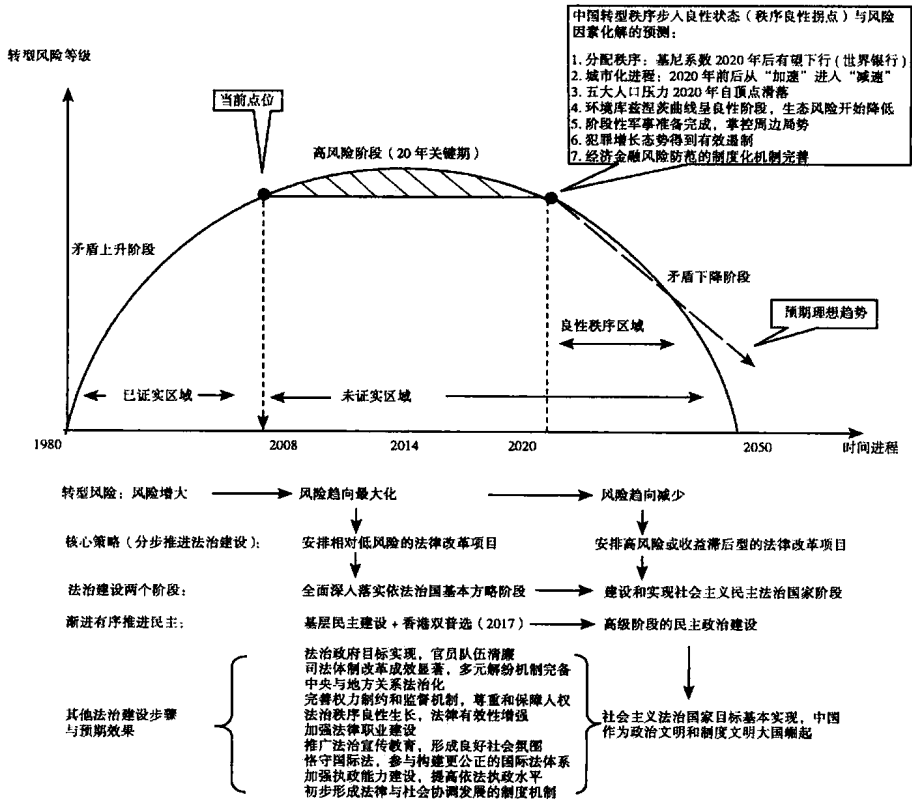 中国转型秩序步入良性状态（秩序良性拐点）与风险
因素化解的预测：
1. 分配秩序：基尼系数 2020 年后有望下行（世界银行）
2. 城市化进程：2020 年前后从“加速”进入“减速”
3. 五大人口压力 2020 年自顶点滑落
4. 环境库兹涅茨曲线呈良性阶段，生态风险开始降低
5. 阶段性军事准备完成，掌控周边局势
6. 犯罪增长态势得到有效遏制
7. 经济金融风险防范的制度化机制完善
转型风险等级
当前点位
高风险阶段（20 年关键期）
矛盾上升阶段
矛盾下降阶段
预期理想趋势
良性秩序区域
已证实区域
未证实区域
1980
2008
2014
2020
2050
时间进程
转型风险：风险增大
风险趋向最大化
风险趋向减少
核心策略（分步推进法治建设）：
安排相对低风险的法律改革项目
安排高风险或收益滞后型的法律改革项目
法治建设两个阶段：
全面深入落实依法治国基本方略阶段
建设和实现社会主义民主法治国家阶段
渐进有序推进民主：
基层民主建设 + 香港双普选（2017）
高级阶段的民主政治建设
其他法治建设步骤
与预期效果
法治政府目标实现，官员队伍清廉
司法体制改革成效显著，多元解纷机制完备
中央与地方关系法治化
完善权力制约和监督机制，尊重和保障人权
法治秩序良性生长，法律有效性增强
加强法律职业建设
推广法治宣传教育，形成良好社会氛围
恪守国际法，参与构建更公正的国际法体系
加强执政能力建设，提高依法执政水平
初步形成法律与社会协调发展的制度机制
社会主义法治国家目标基本实现，中国
作为政治文明和制度文明大国崛起